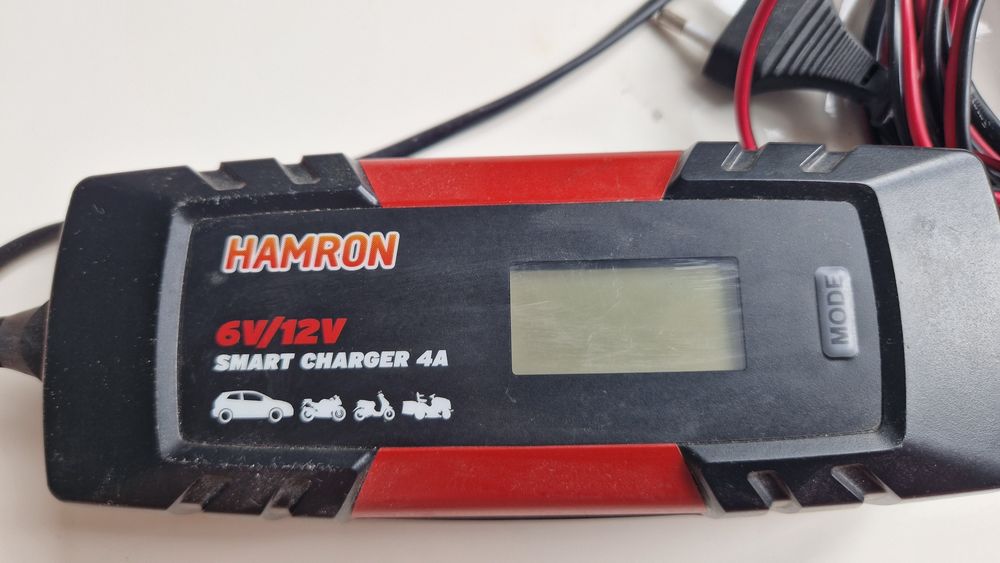 HAMRON
6V/12V
SMART CHARGER 4A
MODE